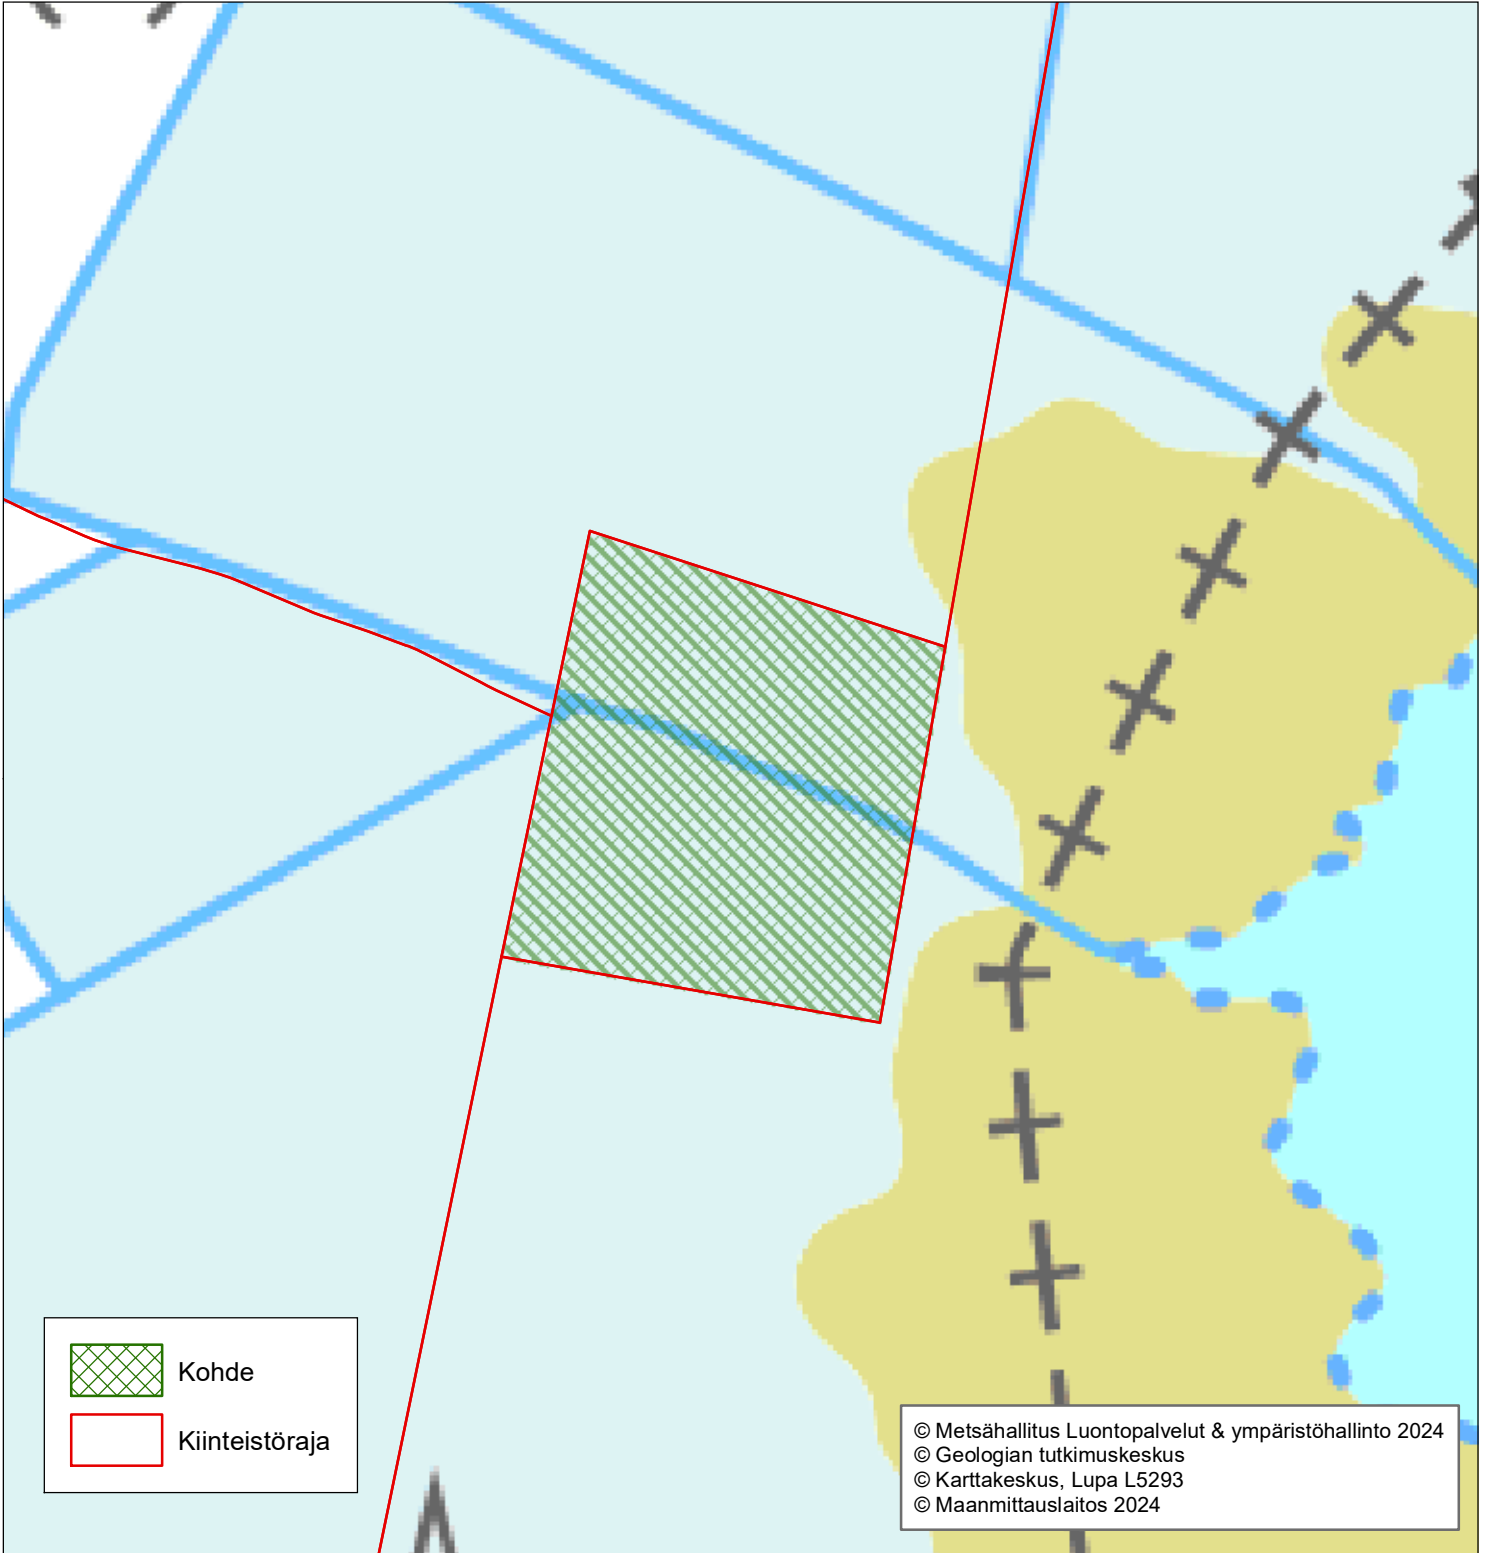 Kohde
Kiinteistöraja
© Metsähallitus Luontopalvelut & ympäristöhallinto 2024
© Geologian tutkimuskeskus
© Karttakeskus, Lupa L5293
© Maanmittauslaitos 2024